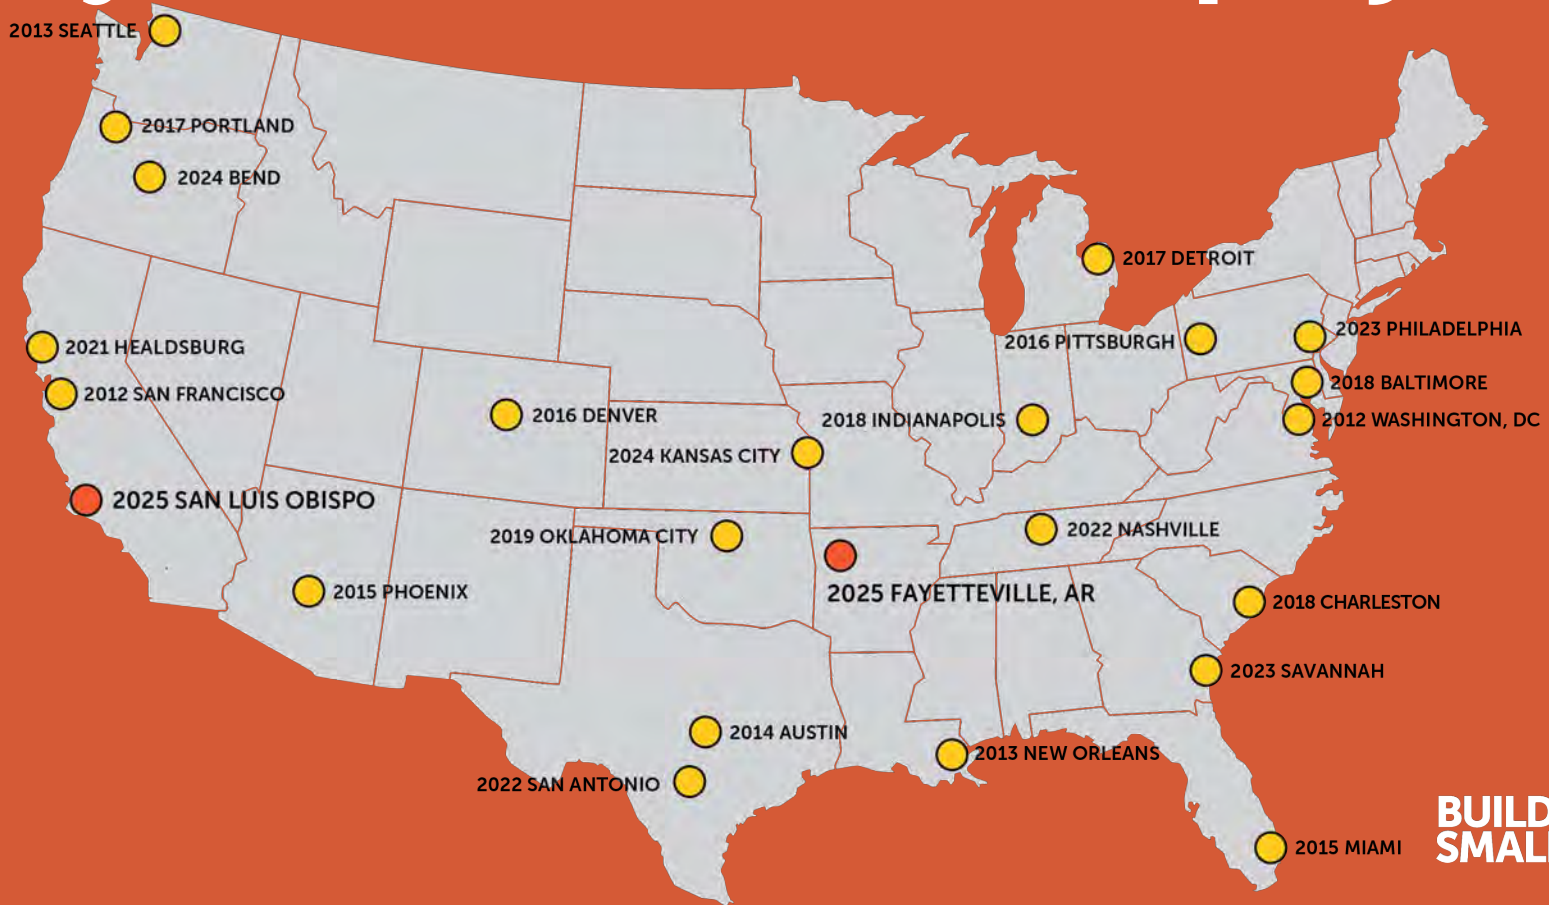 2013 SEATTLE
2017 PORTLAND
2024 BEND
2017 DETROIT
2023 PHILADELPHIA
2016 PITTSBURGH
2021 HEALDSBURG
2018 BALTIMORE
2012 SAN FRANCISCO
2016 DENVER
2018 INDIANAPOLIS
2012 WASHINGTON, DC
2024 KANSAS CITY
2025 SAN LUIS OBISPO
2019 OKLAHOMA CITY
2022 NASHVILLE
2015 PHOENIX
2025 FAYETTEVILLE, AR
2018 CHARLESTON
2023 SAVANNAH
2014 AUSTIN
2013 NEW ORLEANS
2022 SAN ANTONIO
BUILD
SMAL
2015 MIAMI